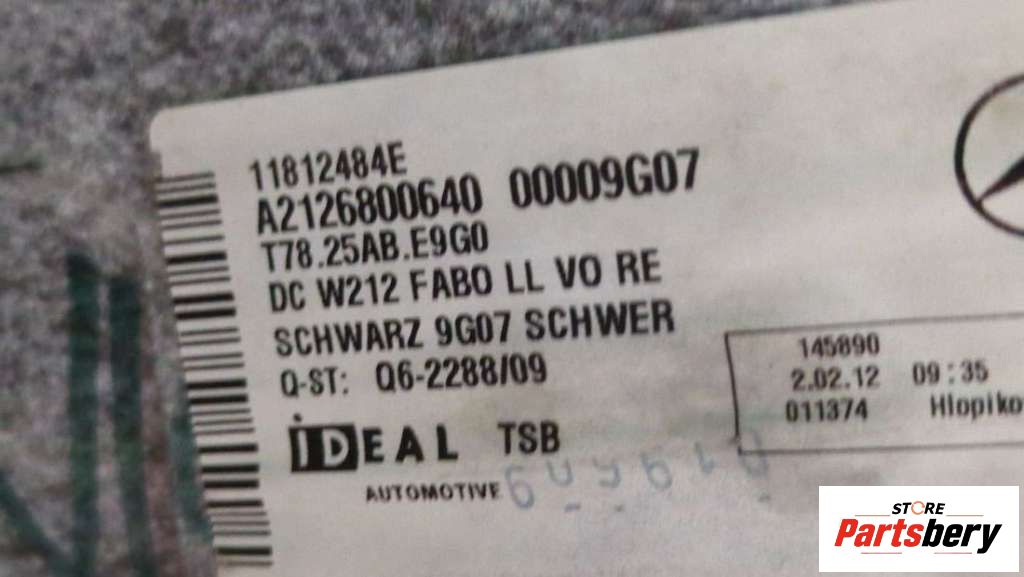 11812484E
A2126800640 00009G07
T78.25AB.E9G0
DC W212 FABO LL VO RE
SCHWARZ 9G07 SCHWER
Q-ST: Q6-2288/09
iDEAL TSB
AUTOMOTIVE
145890
2.02.12 09:35
011374 Hlopiko
STORE
Partsbery